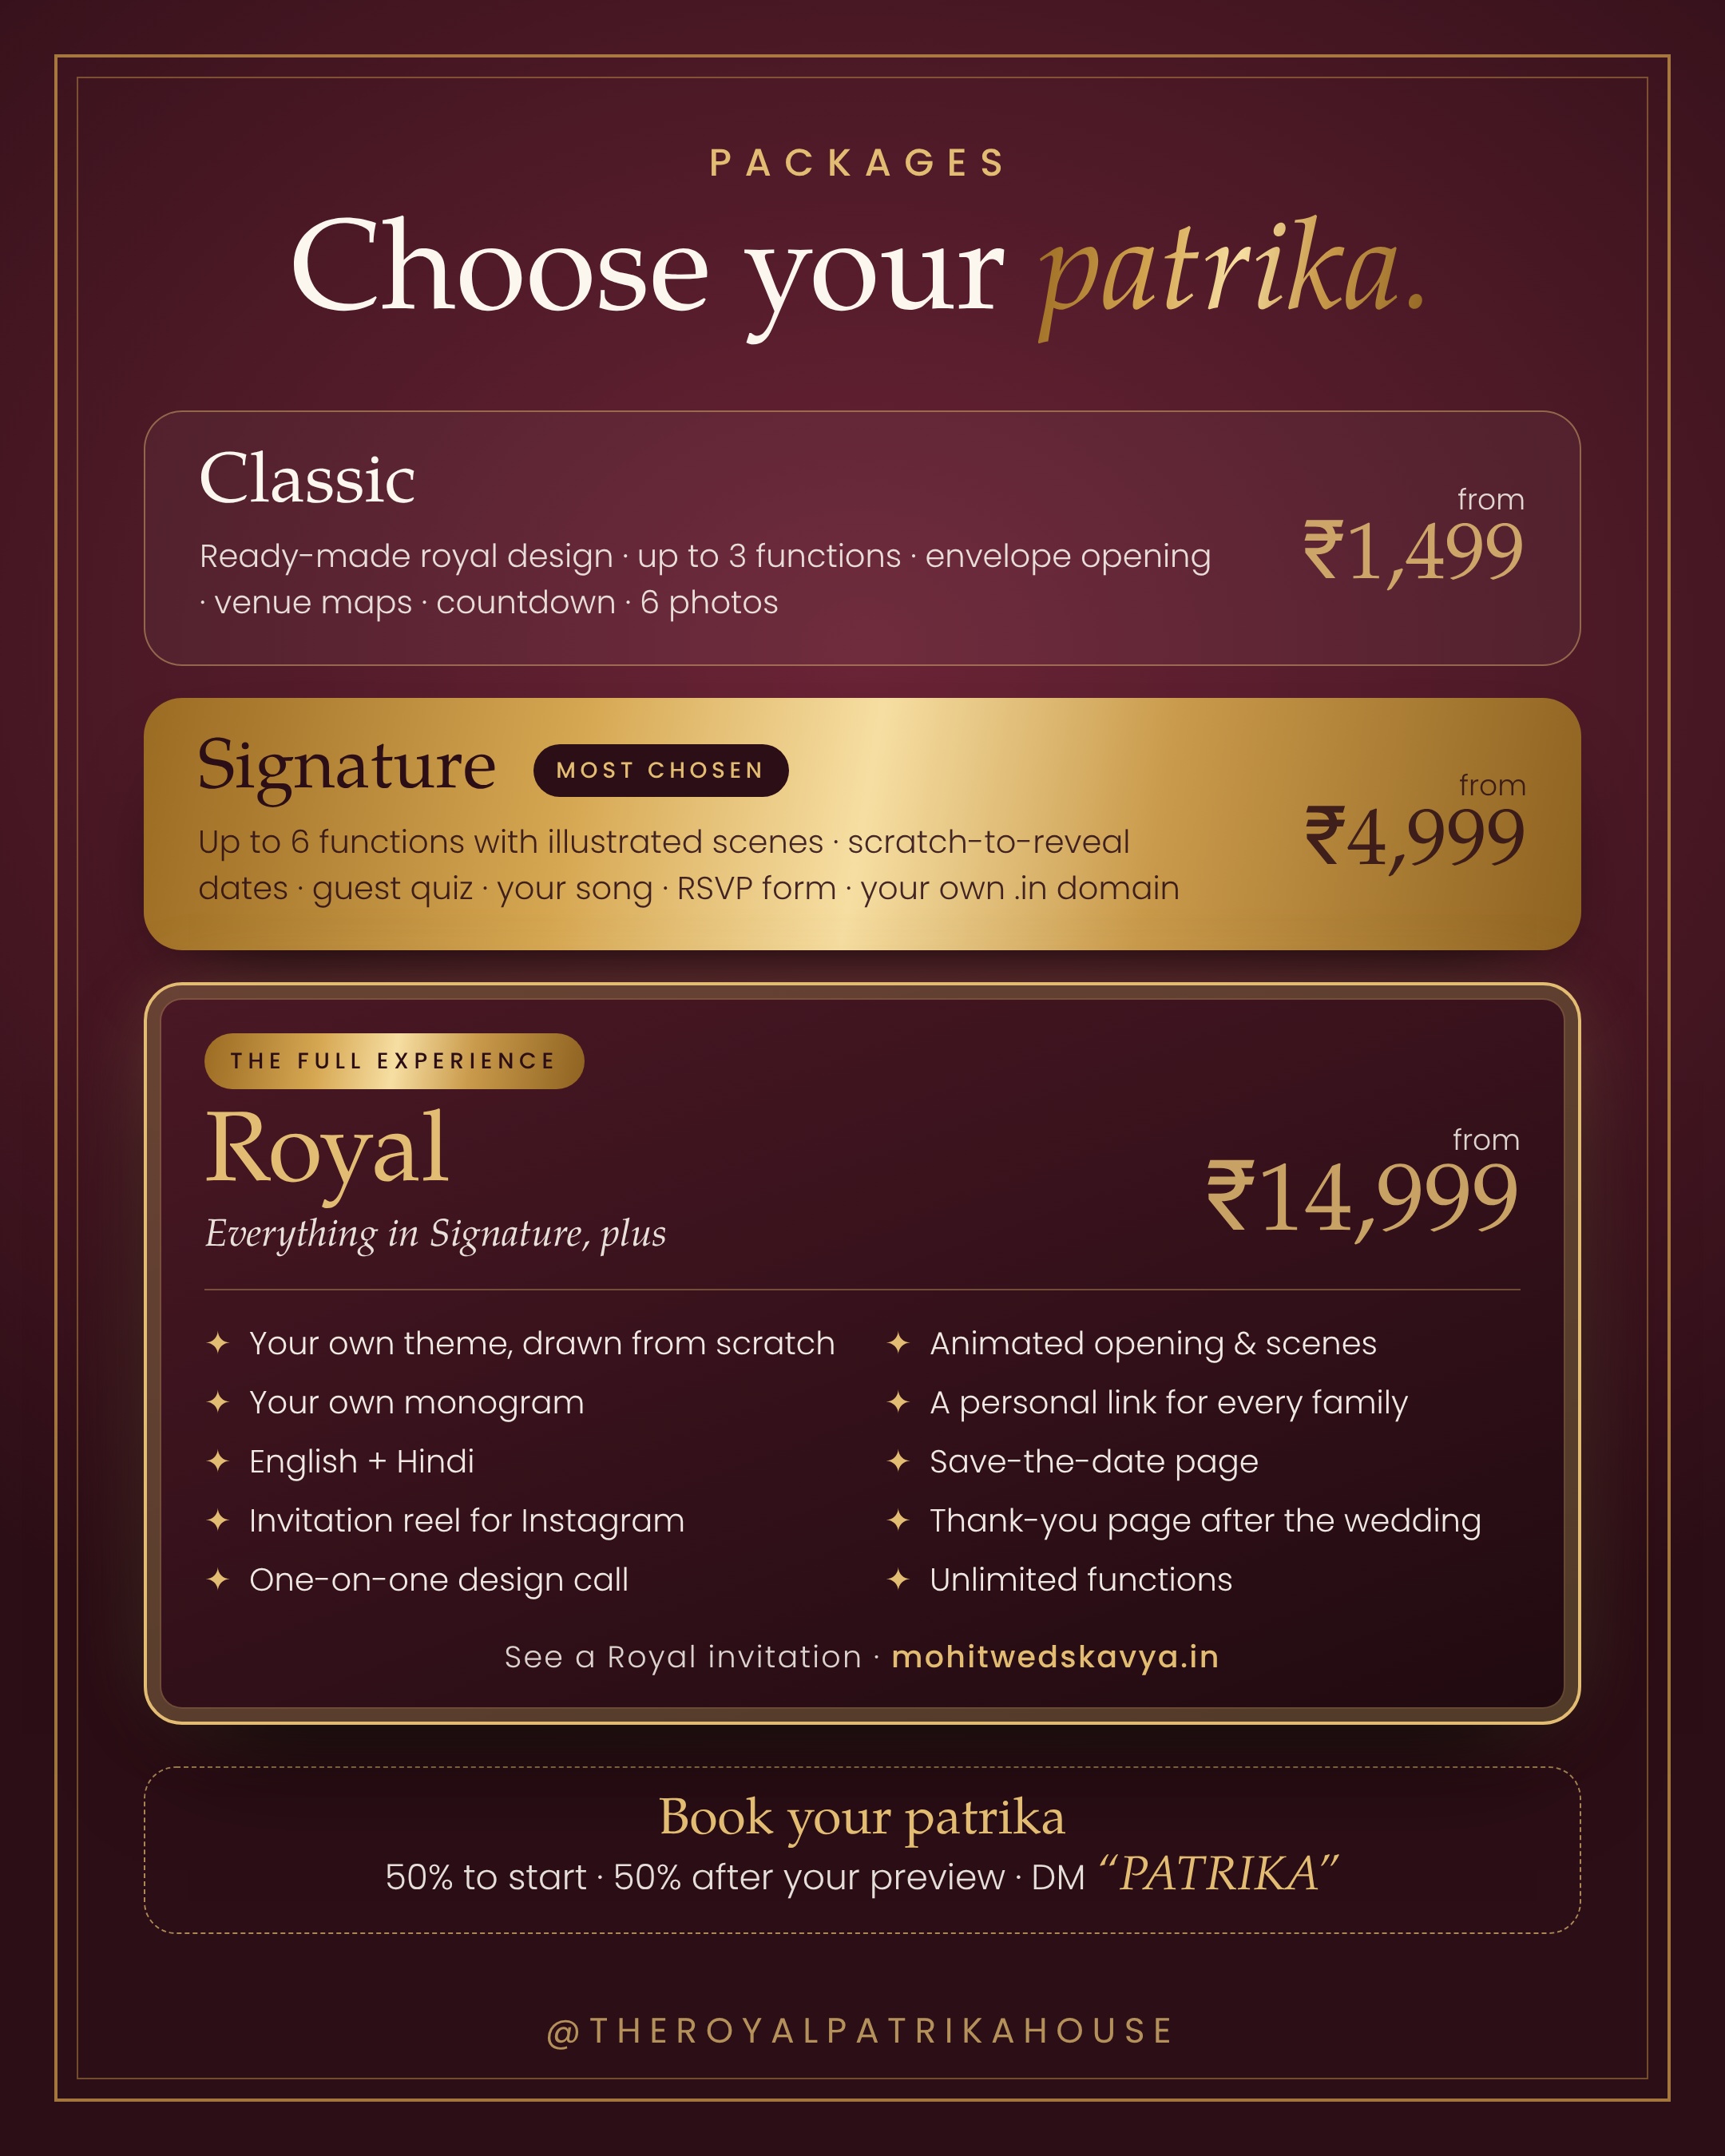 PACKAGES
Choose your patrika.
Classic
Ready-made royal design · up to 3 functions · envelope opening
· venue maps · countdown · 6 photos
from
₹1,499
Signature
MOST CHOSEN
Up to 6 functions with illustrated scenes · scratch-to-reveal
dates · guest quiz · your song · RSVP form · your own .in domain
from
₹4,999
THE FULL EXPERIENCE
Royal
Everything in Signature, plus
from
₹14,999
✦ Your own theme, drawn from scratch
✦ Your own monogram
✦ English + Hindi
✦ Invitation reel for Instagram
✦ One-on-one design call
✦ Animated opening & scenes
✦ A personal link for every family
✦ Save-the-date page
✦ Thank-you page after the wedding
✦ Unlimited functions
See a Royal invitation · mohitwedskavya.in
Book your patrika
50% to start · 50% after your preview · DM “PATRIKA”
@THEROYALPATRIKAHOUSE